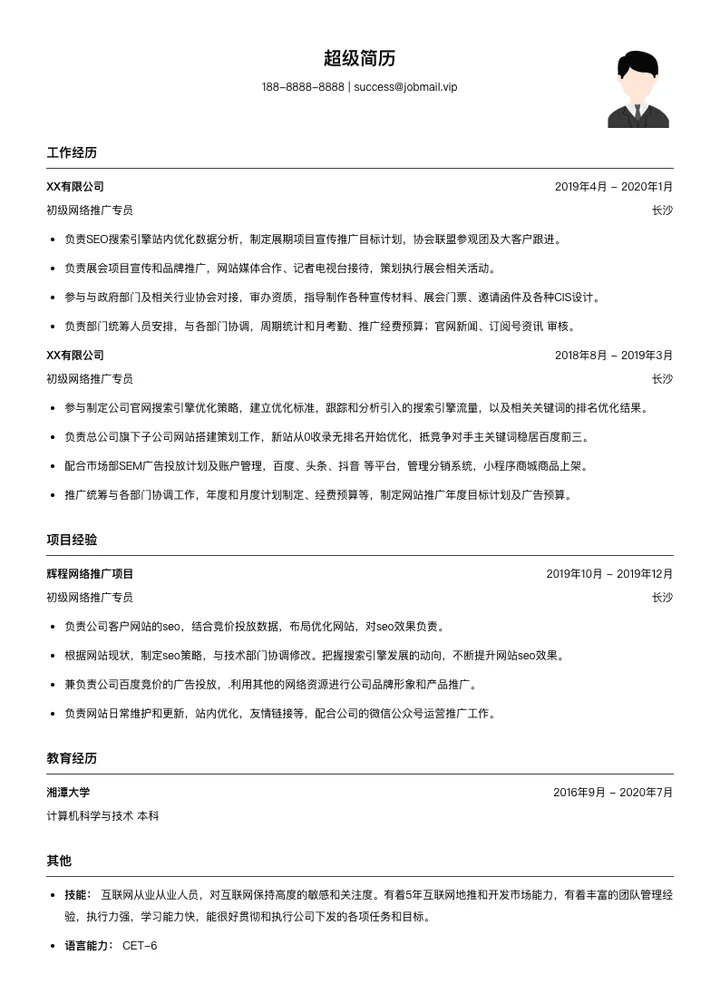 超级简历
188-8888-8888 | success@jobmail.vip
工作经历
XX有限公司 2019年4月 – 2020年1月
初级网络推广专员 长沙
• 负责SEO搜索引擎站内优化数据分析，制定展期项目宣传推广目标计划，协会联盟参观团及大客户跟进。
• 负责展会项目宣传和品牌推广，网站媒体合作、记者电视台接待，策划执行展会相关活动。
• 参与与政府部门及相关行业协会对接，审办资质，指导制作各种宣传材料、展会门票、邀请函件及各种CIS设计。
• 负责部门统筹人员安排，与各部门协调，周期统计和月考勤、推广经费预算；官网新闻、订阅号资讯 审核。
XX有限公司 2018年8月 – 2019年3月
初级网络推广专员 长沙
• 参与制定公司官网搜索引擎优化策略，建立优化标准，跟踪和分析引入的搜索引擎流量，以及相关关键词的排名优化结果。
• 负责总公司旗下子公司网站搭建策划工作，新站从0收录无排名开始优化，抵竞争对手主关键词稳居百度前三。
• 配合市场部SEM广告投放计划及账户管理，百度、头条、抖音 等平台，管理分销系统，小程序商城商品上架。
• 推广统筹与各部门协调工作，年度和月度计划制定、经费预算等，制定网站推广年度目标计划及广告预算。
项目经验
辉程网络推广项目 2019年10月 – 2019年12月
初级网络推广专员 长沙
• 负责公司客户网站的seo，结合竞价投放数据，布局优化网站，对seo效果负责。
• 根据网站现状，制定seo策略，与技术部门协调修改。把握搜索引擎发展的动向，不断提升网站seo效果。
• 兼负责公司百度竞价的广告投放，.利用其他的网络资源进行公司品牌形象和产品推广。
• 负责网站日常维护和更新，站内优化，友情链接等，配合公司的微信公众号运营推广工作。
教育经历
湘潭大学 2016年9月 – 2020年7月
计算机科学与技术 本科
其他
• 技能： 互联网从业从业人员，对互联网保持高度的敏感和关注度。有着5年互联网地推和开发市场能力，有着丰富的团队管理经
验，执行力强，学习能力快，能很好贯彻和执行公司下发的各项任务和目标。
• 语言能力： CET-6